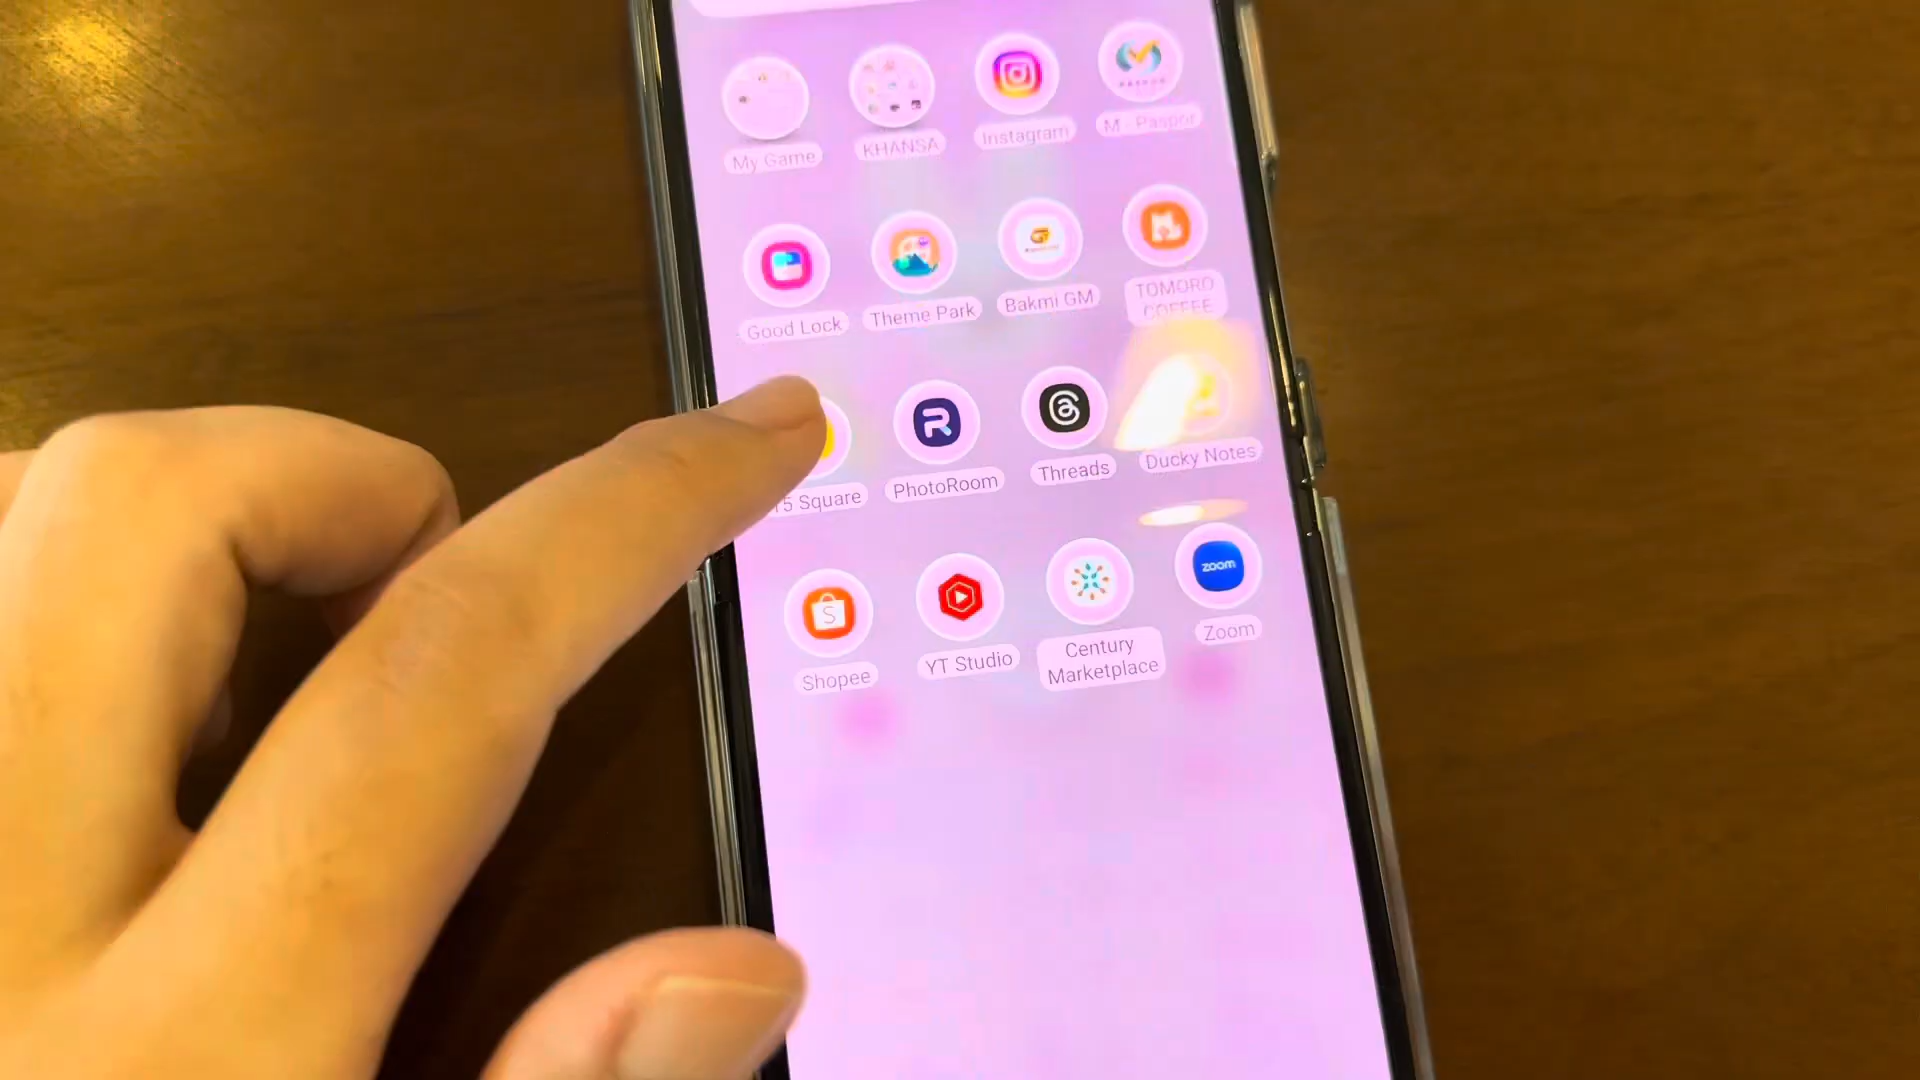 My Game
KHANSA
Instagram
M - Paspor
Good Lock
Theme Park
Bakmi GM
TOMORO
COFFEE
Square
PhotoRoom
Threads
Ducky Notes
zoom
Shopee
YT Studio
Century
Marketplace
Zoom